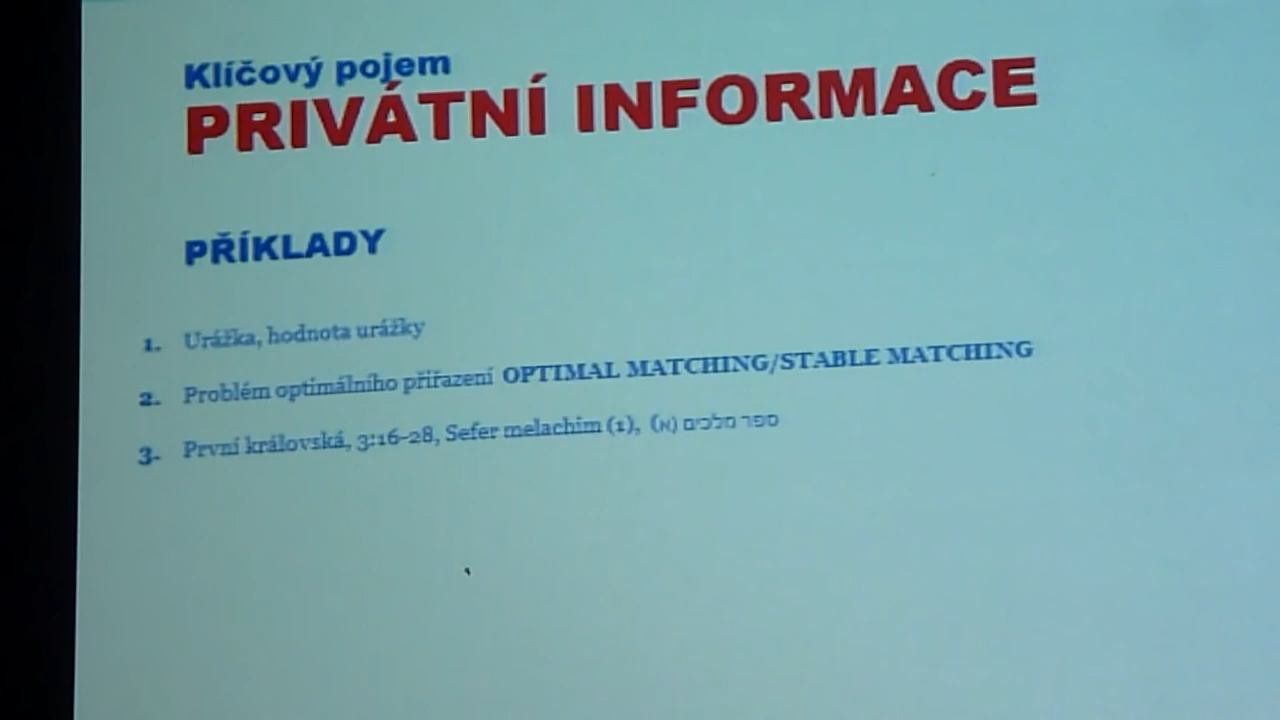 Klíčový pojem
PRIVÁTNÍ INFORMACE
PŘÍKLADY
1. Urážka, hodnota urážky
2. Problém optimálního přiřazení OPTIMAL MATCHING/STABLE MATCHING
3. První královská, 3:16-28, Sefer melachim (1), ספר מלכים (א)